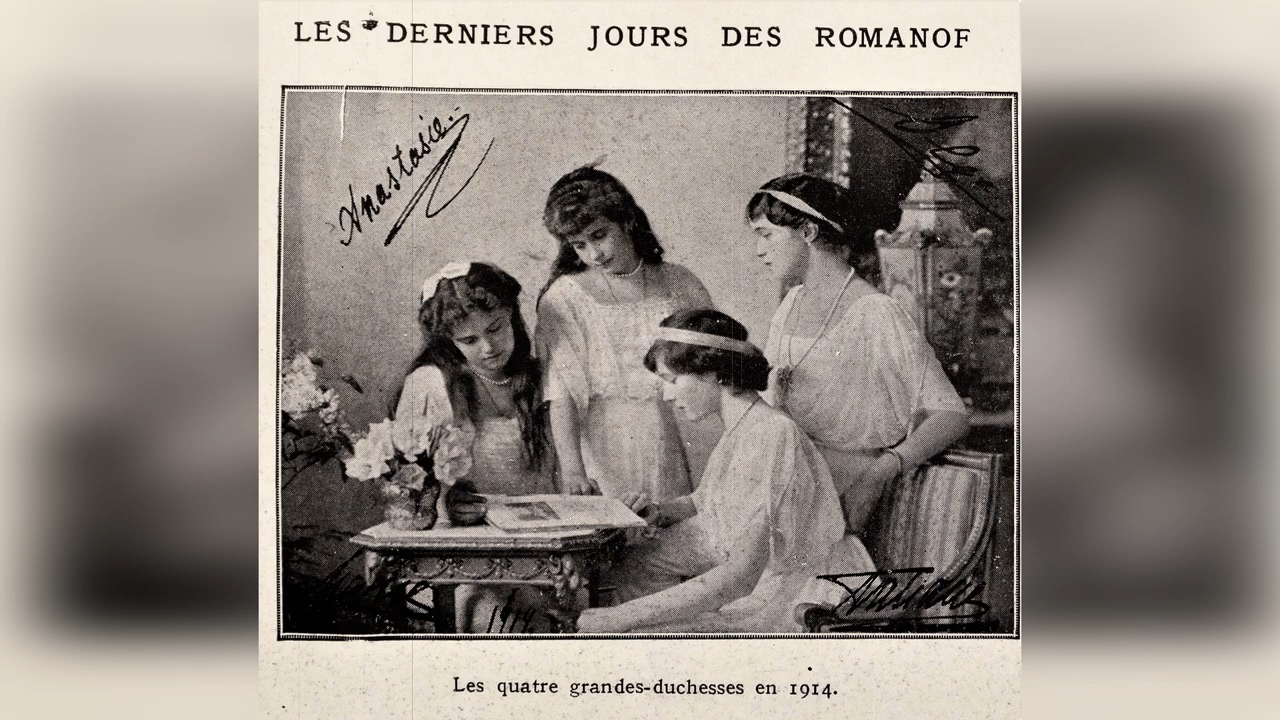 LES DERNIERS JOURS DES ROMANOF
Anastasie
1914
Les quatre grandes-duchesses en 1914.